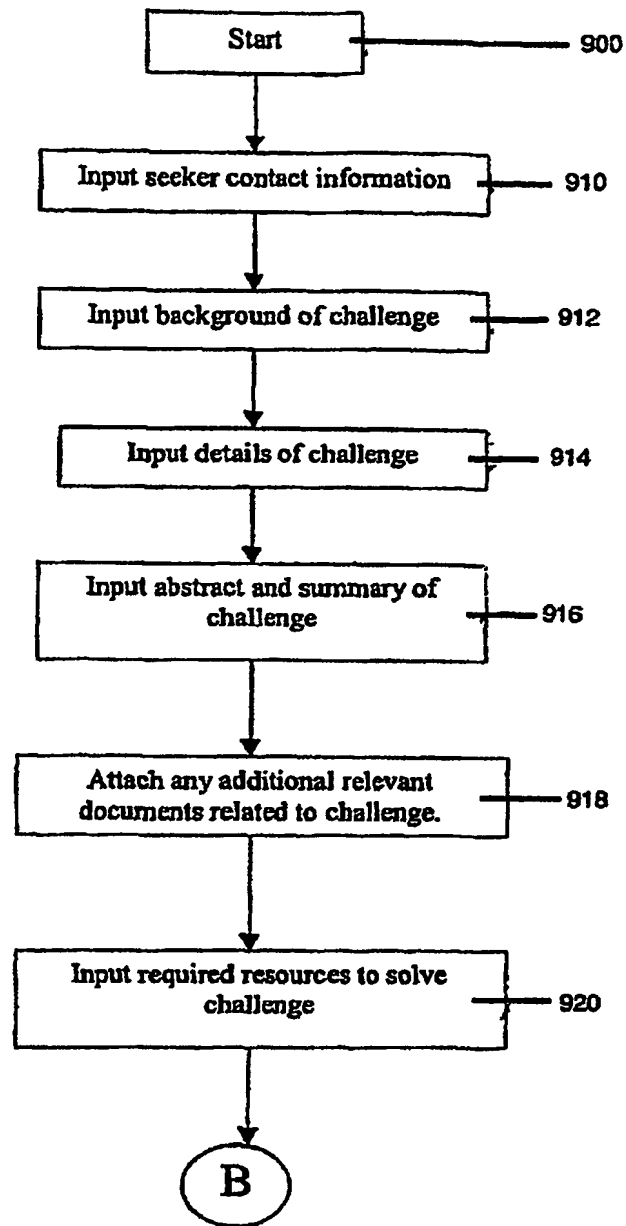 Start
900
Input seeker contact information
910
Input background of challenge
912
Input details of challenge
914
Input abstract and summary of
challenge
916
Attach any additional relevant
documents related to challenge.
918
Input required resources to solve
challenge
920
B